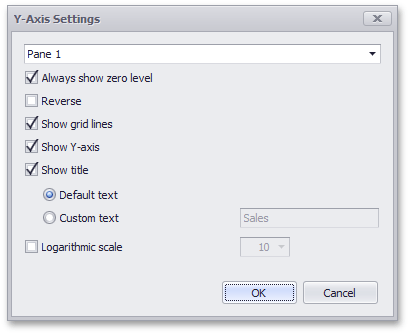 Y-Axis Settings
Pane 1
Always show zero level
Reverse
Show grid lines
Show Y-axis
Show title
Default text
Custom text Sales
Logarithmic scale 10
OK Cancel